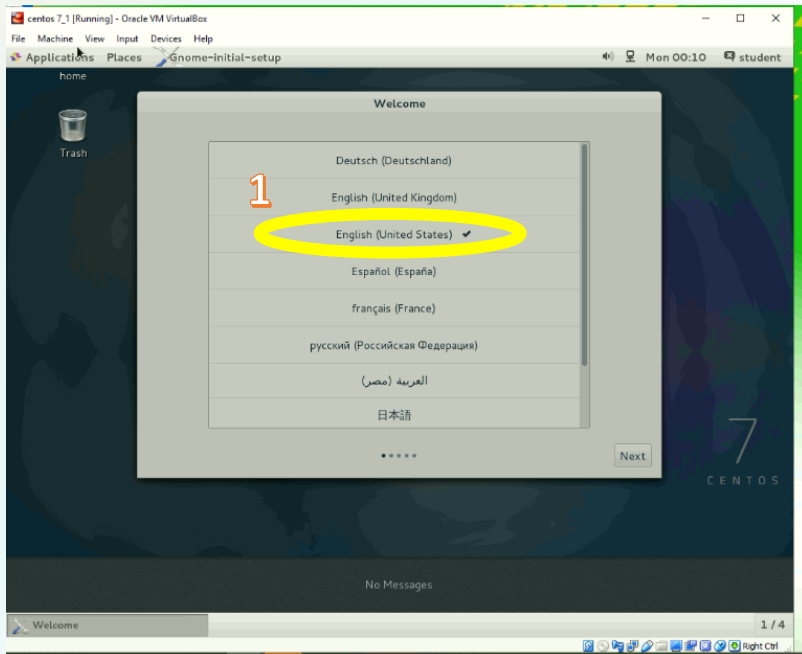 centos 7_1 [Running] - Oracle VM VirtualBox
File Machine View Input Devices Help
Applications Places Gnome-initial-setup Mon 00:10 student
home
Trash
Welcome
Deutsch (Deutschland)
1
English (United Kingdom)
English (United States)
Español (España)
français (France)
русский (Российская Федерация)
العربية (مصر)
日本語
Next
7
CENTOS
No Messages
Welcome
1 / 4
Right Ctrl